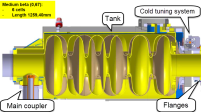 Medium beta (0,67):
6 cells
Length 1259,40mm
Tank
Cold tuning system
Main coupler
Flanges